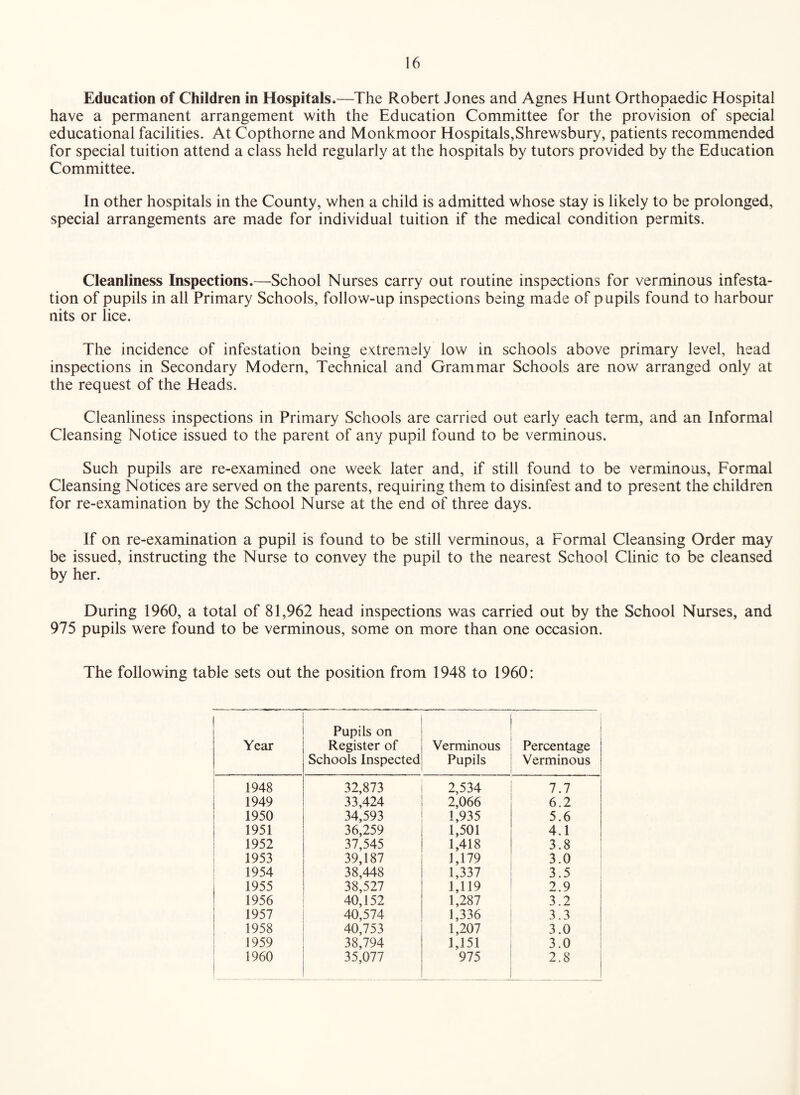 16
Education of Children in Hospitals.—The Robert Jones and Agnes Hunt Orthopaedic Hospital
have a permanent arrangement with the Education Committee for the provision of special
educational facilities. At Copthorne and Monkmoor Hospitals,Shrewsbury, patients recommended
for special tuition attend a class held regularly at the hospitals by tutors provided by the Education
Committee.
In other hospitals in the County, when a child is admitted whose stay is likely to be prolonged,
special arrangements are made for individual tuition if the medical condition permits.
Cleanliness Inspections.—School Nurses carry out routine inspections for verminous infesta-
tion of pupils in all Primary Schools, follow-up inspections being made of pupils found to harbour
nits or lice.
The incidence of infestation being extremely low in schools above primary level, head
inspections in Secondary Modern, Technical and Grammar Schools are now arranged only at
the request of the Heads.
Cleanliness inspections in Primary Schools are carried out early each term, and an Informal
Cleansing Notice issued to the parent of any pupil found to be verminous.
Such pupils are re-examined one week later and, if still found to be verminous, Formal
Cleansing Notices are served on the parents, requiring them to disinfest and to present the children
for re-examination by the School Nurse at the end of three days.
If on re-examination a pupil is found to be still verminous, a Formal Cleansing Order may
be issued, instructing the Nurse to convey the pupil to the nearest School Clinic to be cleansed
by her.
During 1960, a total of 81,962 head inspections was carried out by the School Nurses, and
975 pupils were found to be verminous, some on more than one occasion.
The following table sets out the position from 1948 to 1960:
Year | Pupils on Register of Schools Inspected | Verminous Pupils | Percentage Verminous
1948 32,873 2,534 7.7
1949 33,424 2,066 6.2
1950 34,593 1,935 5.6
1951 36,259 1,501 4.1
1952 37,545 1,418 3.8
1953 39,187 1,179 3.0
1954 38,448 1,337 3.5
1955 38,527 1,119 2.9
1956 40,152 1,287 3.2
1957 40,574 1,336 3.3
1958 40,753 1,207 3.0
1959 38,794 1,151 3.0
1960 35,077 975 2.8